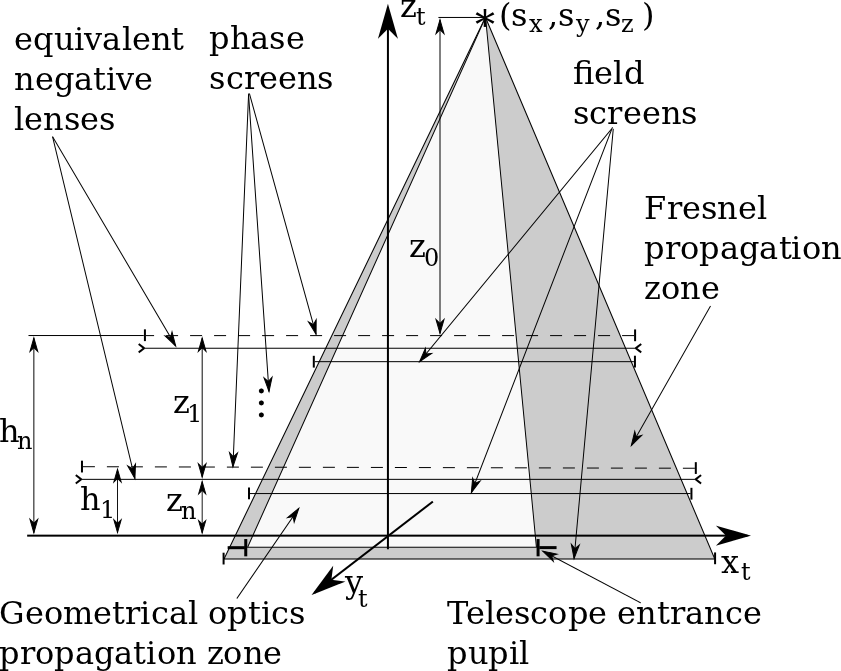 z_t
(s_x,s_y,s_z)
equivalent
negative
lenses
phase
screens
field
screens
Fresnel
propagation
zone
z_0
z_1
...
h_n
h_1
z_n
x_t
y_t
Geometrical optics
propagation zone
Telescope entrance
pupil